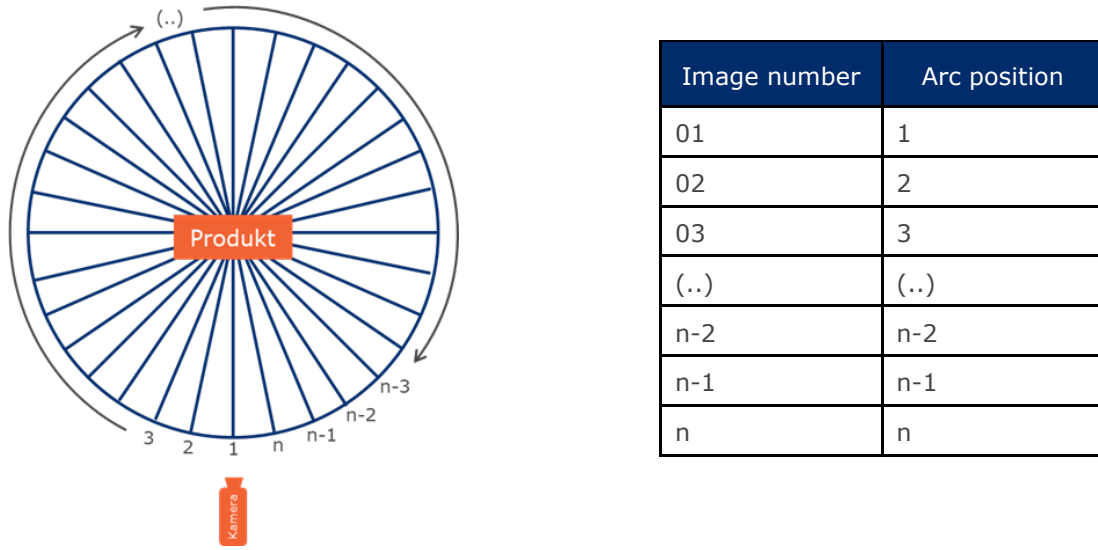 (..)
Produkt
n-3
n-2
n-1
n
1
2
3
Kamera
Image number Arc position
01 1
02 2
03 3
(..) (..)
n-2 n-2
n-1 n-1
n n